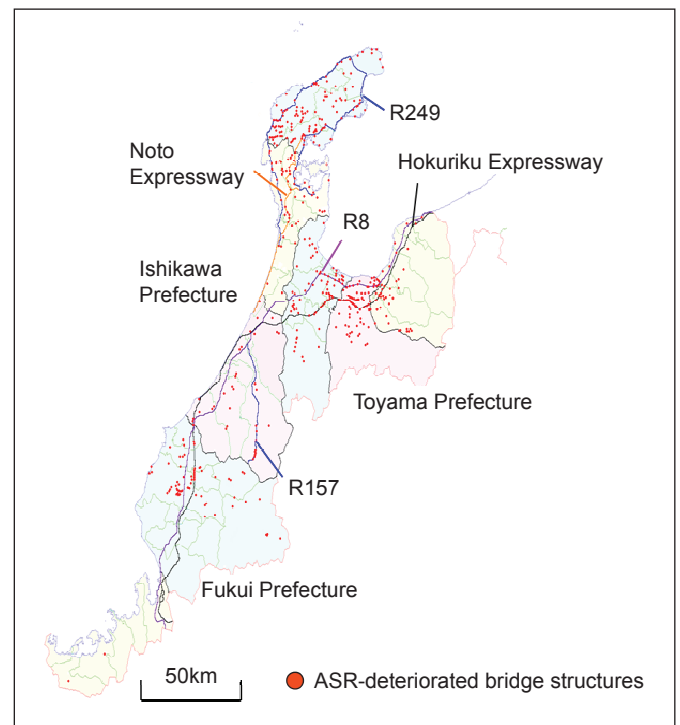 R249
Noto
Expressway
Hokuriku Expressway
R8
Ishikawa
Prefecture
Toyama Prefecture
R157
Fukui Prefecture
50km
ASR-deteriorated bridge structures